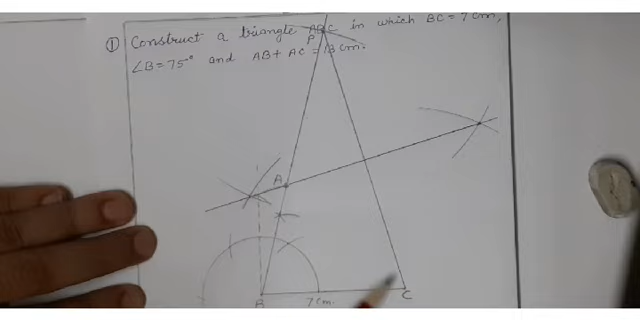 ① Construct a triangle ABC in which BC = 7 cm,
∠B = 75° and AB + AC = 13 cm.
P
A
B
7 cm
C